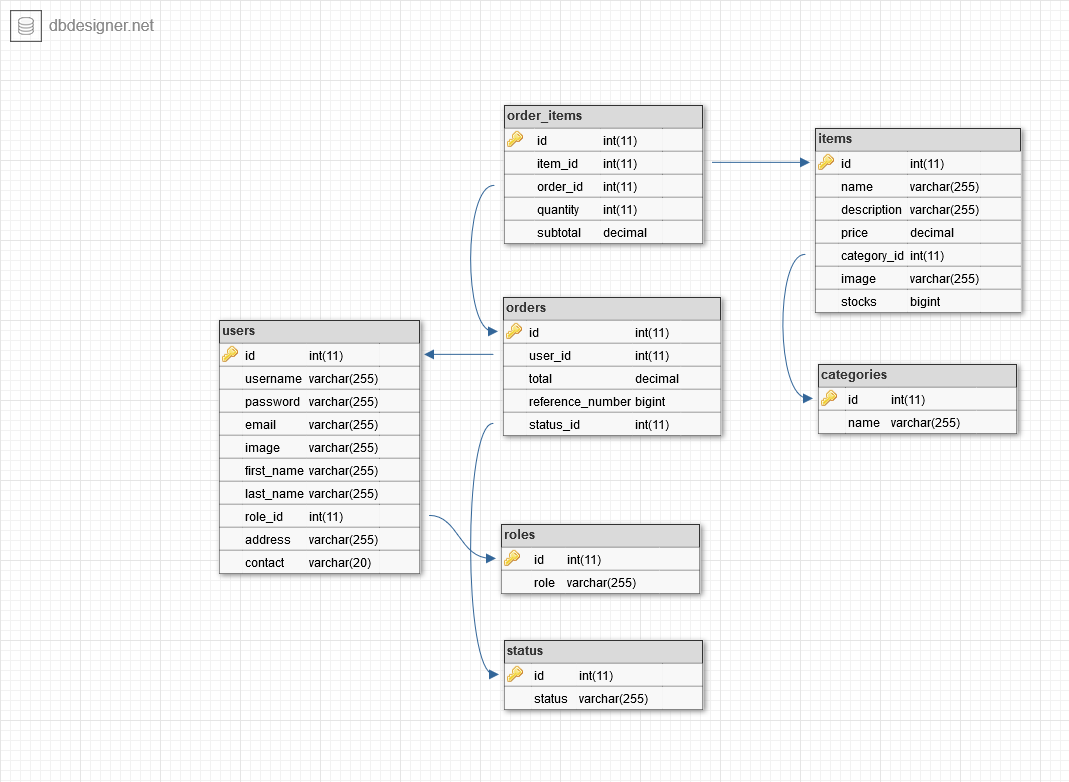 dbdesigner.net
order_items
id int(11)
item_id int(11)
order_id int(11)
quantity int(11)
subtotal decimal
items
id int(11)
name varchar(255)
description varchar(255)
price decimal
category_id int(11)
image varchar(255)
stocks bigint
orders
id int(11)
user_id int(11)
total decimal
reference_number bigint
status_id int(11)
users
id int(11)
username varchar(255)
password varchar(255)
email varchar(255)
image varchar(255)
first_name varchar(255)
last_name varchar(255)
role_id int(11)
address varchar(255)
contact varchar(20)
categories
id int(11)
name varchar(255)
roles
id int(11)
role varchar(255)
status
id int(11)
status varchar(255)